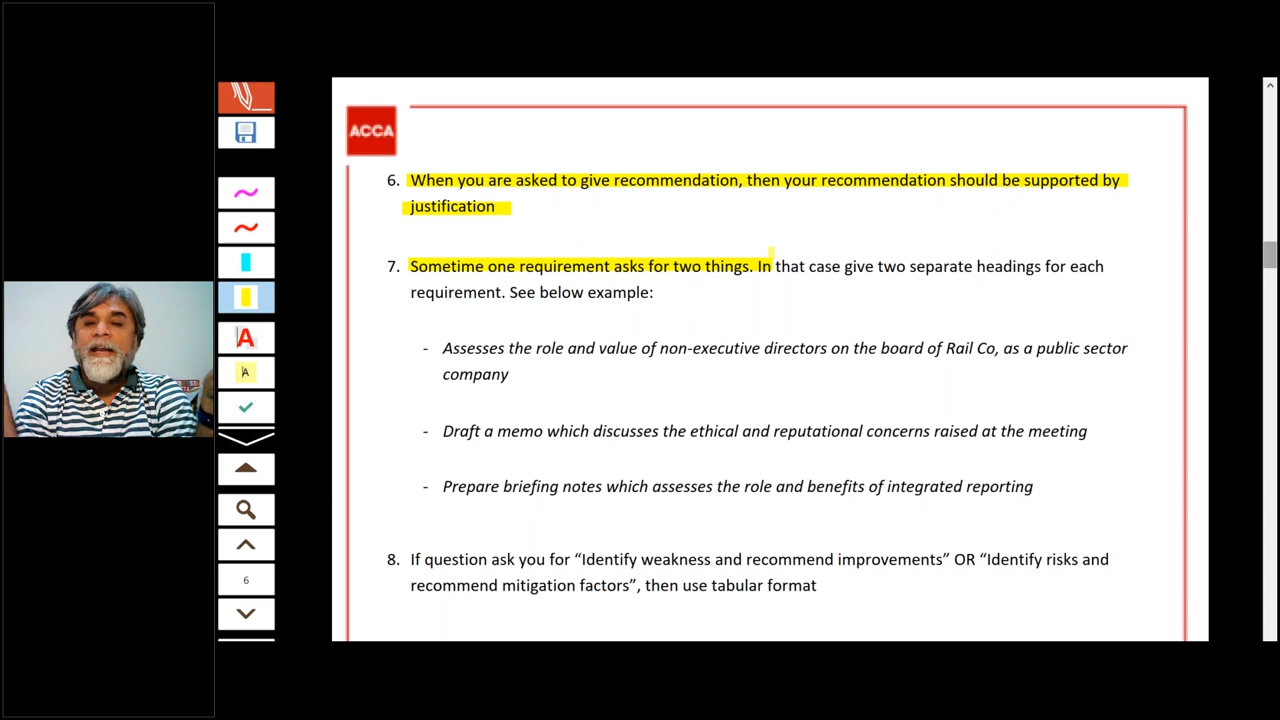 ACCA
6. When you are asked to give recommendation, then your recommendation should be supported by
justification
7. Sometime one requirement asks for two things. In that case give two separate headings for each
requirement. See below example:
- Assesses the role and value of non-executive directors on the board of Rail Co, as a public sector
company
- Draft a memo which discusses the ethical and reputational concerns raised at the meeting
- Prepare briefing notes which assesses the role and benefits of integrated reporting
8. If question ask you for “Identify weakness and recommend improvements” OR “Identify risks and
recommend mitigation factors”, then use tabular format
A
A
6